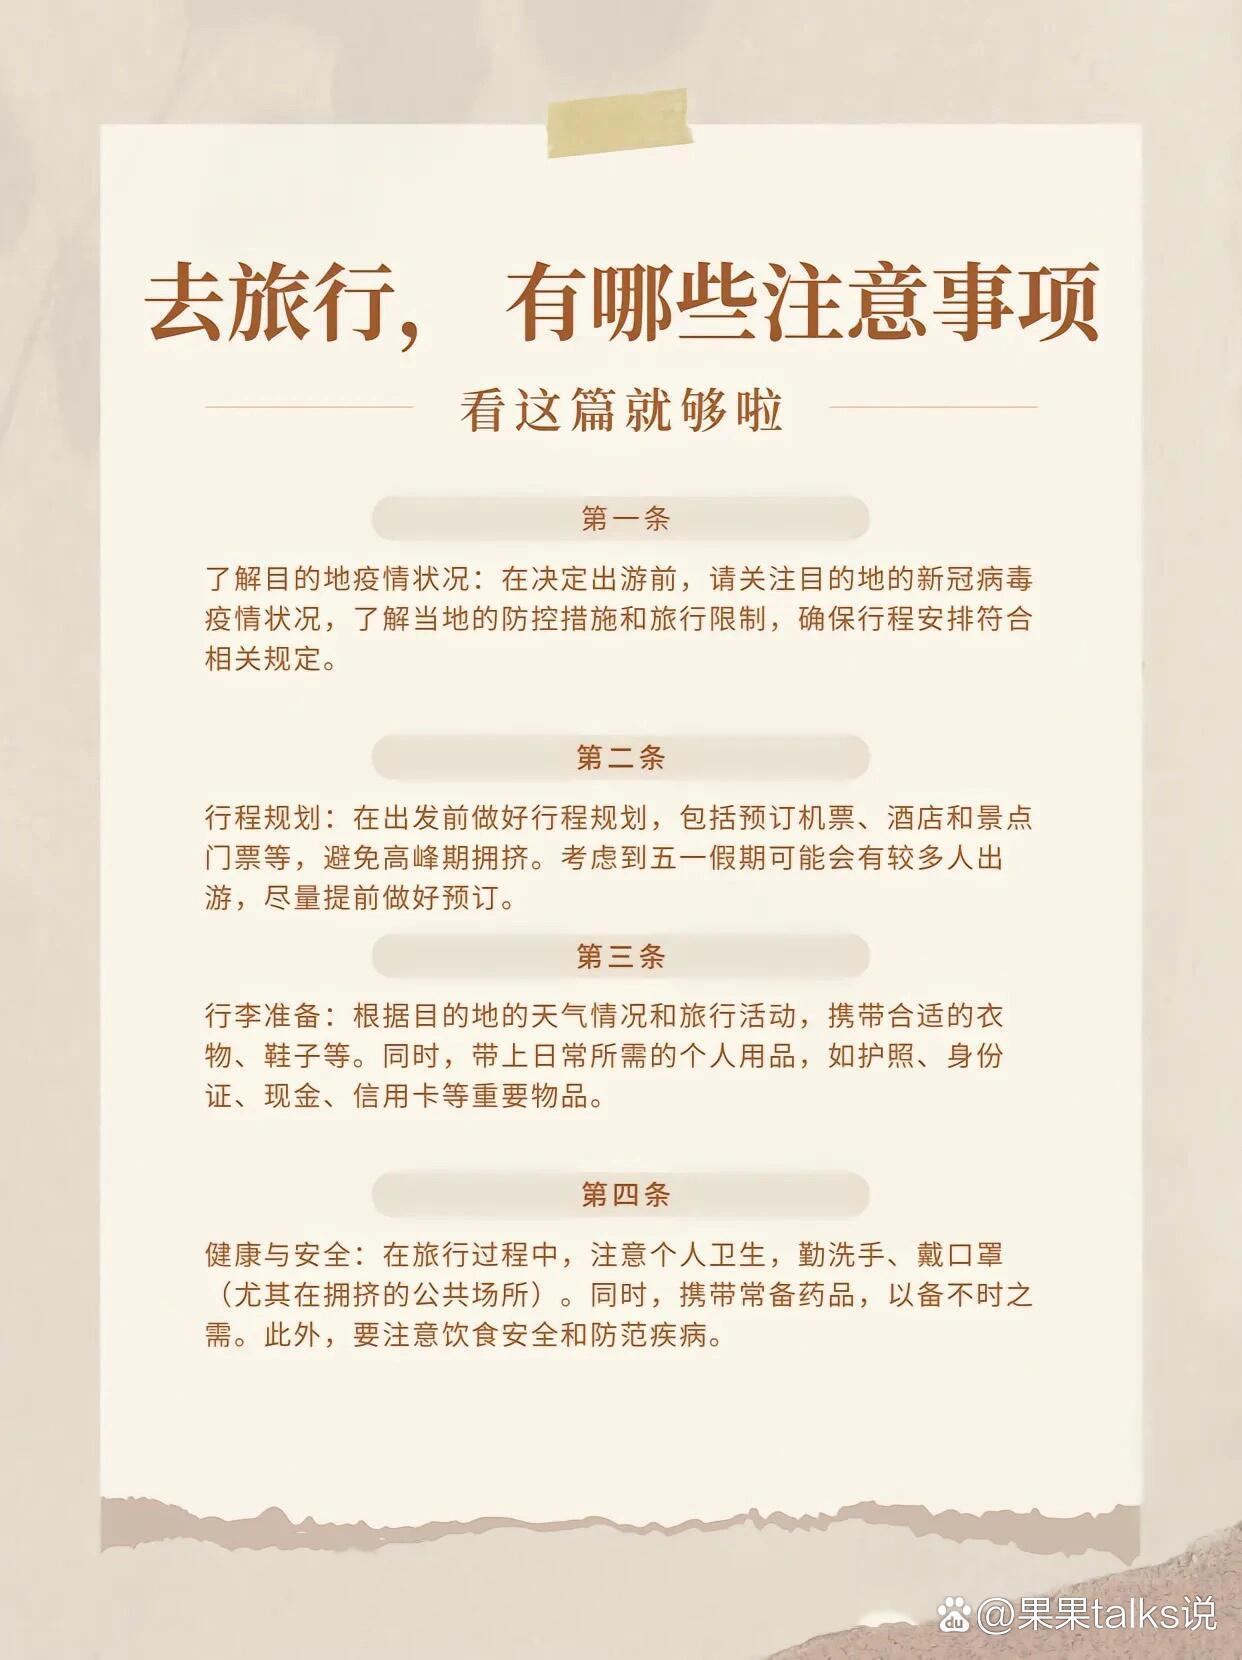 去旅行， 有哪些注意事项
看这篇就够啦
第一条
了解目的地疫情状况：在决定出游前，请关注目的地的新冠病毒
疫情状况，了解当地的防控措施和旅行限制，确保行程安排符合
相关规定。
第二条
行程规划：在出发前做好行程规划，包括预订机票、酒店和景点
门票等，避免高峰期拥挤。考虑到五一假期可能会有较多人出
游，尽量提前做好预订。
第三条
行李准备：根据目的地的天气情况和旅行活动，携带合适的衣
物、鞋子等。同时，带上日常所需的个人用品，如护照、身份
证、现金、信用卡等重要物品。
第四条
健康与安全：在旅行过程中，注意个人卫生，勤洗手、戴口罩
（尤其在拥挤的公共场所）。同时，携带常备药品，以备不时之
需。此外，要注意饮食安全和防范疾病。
du @果果talks说